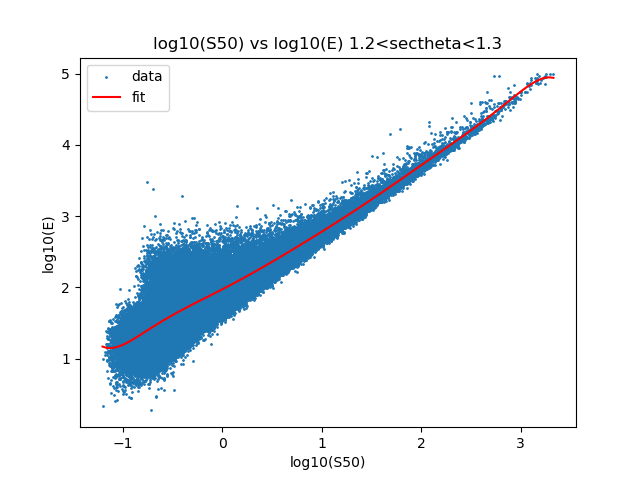 log10(S50) vs log10(E) 1.2<sectheta<1.3
data
fit
5
4
3
2
1
log10(E)
−1
0
1
2
3
log10(S50)